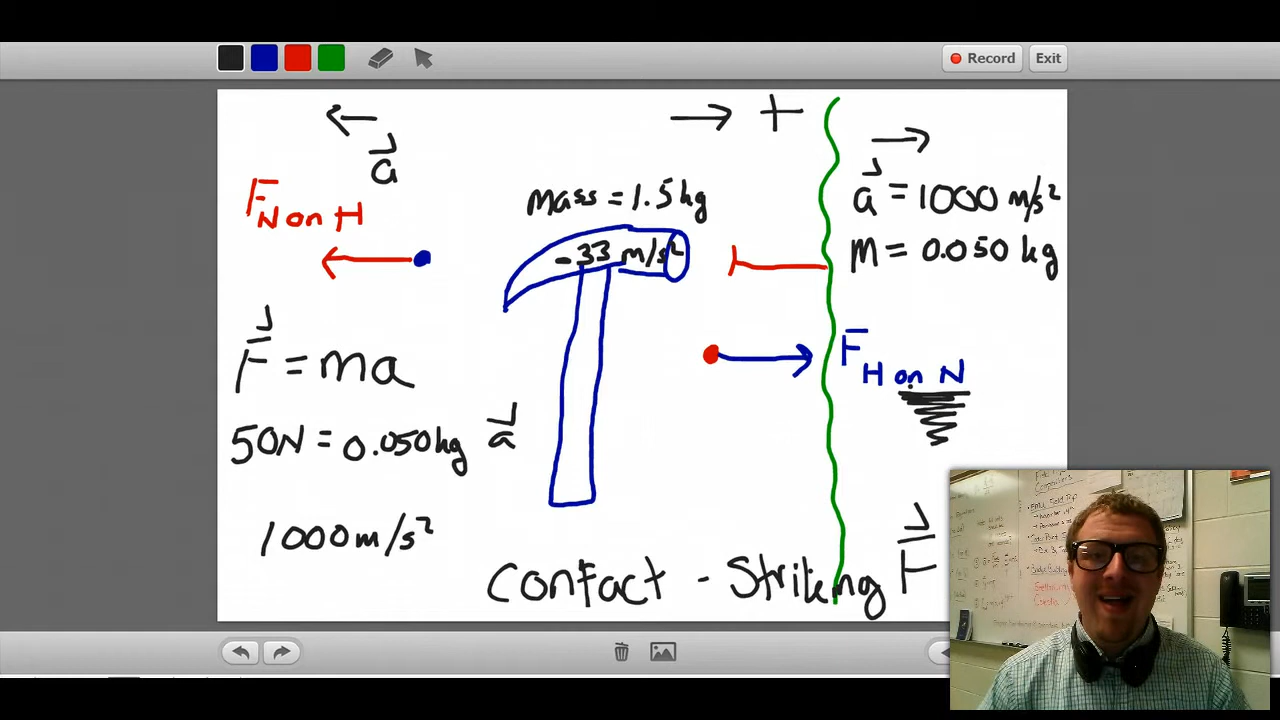 Record
Exit
+
a
F N on H
mass = 1.5 kg
-33 m/s²
a = 1000 m/s²
m = 0.050 kg
F = ma
F H on N
50N = 0.050kg a
1000 m/s²
Contact - Striking F